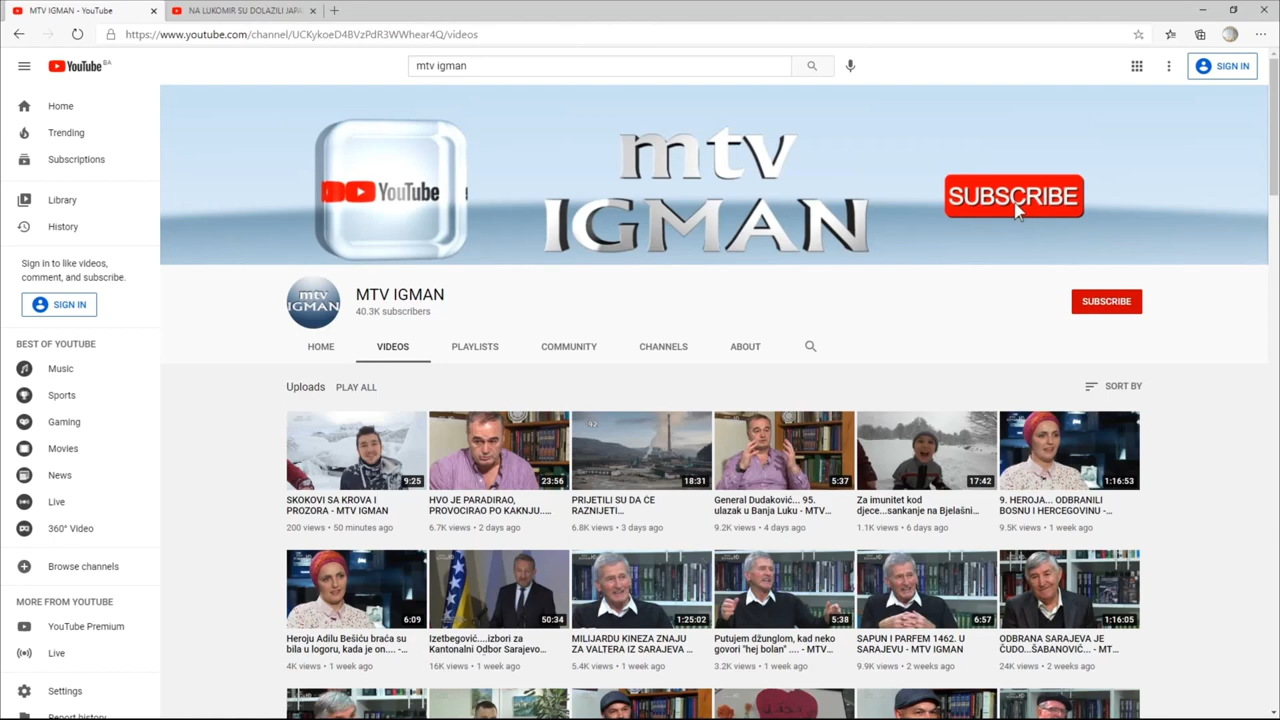 MTV IGMAN - YouTube
NA LUKOMIR SU DOLAZILI JAPA
https://www.youtube.com/channel/UCKykoeD4BVzPdR3WWhear4Q/videos
YouTube BA
mtv igman
SIGN IN
Home
Trending
Subscriptions
Library
History
Sign in to like videos,
comment, and subscribe.
SIGN IN
BEST OF YOUTUBE
Music
Sports
Gaming
Movies
News
Live
360° Video
Browse channels
MORE FROM YOUTUBE
YouTube Premium
Live
Settings
Report history
YouTube
mtv
IGMAN
SUBSCRIBE
mtv
IGMAN
MTV IGMAN
40.3K subscribers
SUBSCRIBE
HOME
VIDEOS
PLAYLISTS
COMMUNITY
CHANNELS
ABOUT
Uploads
PLAY ALL
SORT BY
9:25
SKOKOVI SA KROVA I
PROZORA - MTV IGMAN
200 views • 50 minutes ago
23:56
HVO JE PARADIRAO,
PROVOCIRAO PO KAKNJU....
6.7K views • 2 days ago
18:31
PRIJETILI SU DA ĆE
RAZNIJETI...
6.8K views • 3 days ago
5:37
General Dudaković... 95.
ulazak u Banja Luku - MTV...
9.2K views • 4 days ago
17:42
Za imunitet kod
djece...sankanje na Bjelašni...
1.1K views • 6 days ago
1:16:53
9. HEROJA... ODBRANILI
BOSNU I HERCEGOVINU -...
9.5K views • 1 week ago
6:09
Heroju Adilu Bešiću braća su
bila u logoru, kada je on.... -...
4K views • 1 week ago
50:34
Izetbegović....izbori za
Kantonalni Odbor Sarajevo...
16K views • 1 week ago
1:25:02
MILIJARDU KINEZA ZNAJU
ZA VALTERA IZ SARAJEVA ...
5.4K views • 1 week ago
5:38
Putujem džunglom, kad neko
govori "hej bolan" .... - MTV...
3.2K views • 1 week ago
6:57
SAPUN I PARFEM 1462. U
SARAJEVU - MTV IGMAN
9.9K views • 2 weeks ago
1:16:05
ODBRANA SARAJEVA JE
ČUDO...ŠABANOVIĆ... - MT...
24K views • 2 weeks ago